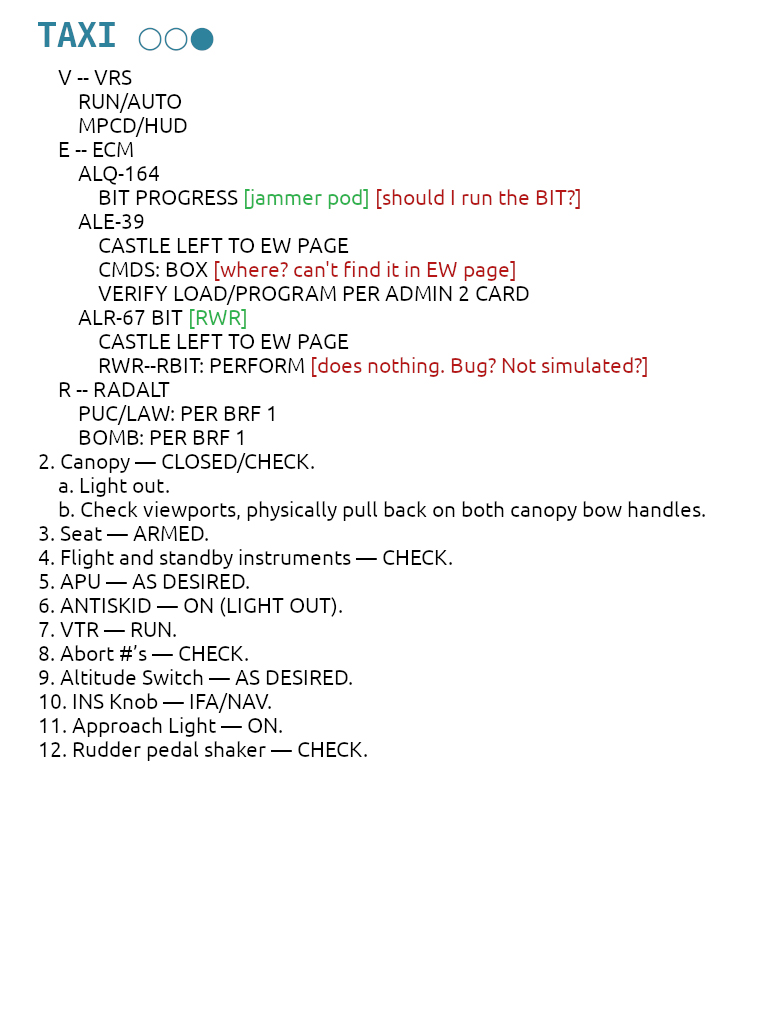 TAXI ○○●
V -- VRS
RUN/AUTO
MPCD/HUD
E -- ECM
ALQ-164
BIT PROGRESS [jammer pod] [should I run the BIT?]
ALE-39
CASTLE LEFT TO EW PAGE
CMDS: BOX [where? can't find it in EW page]
VERIFY LOAD/PROGRAM PER ADMIN 2 CARD
ALR-67 BIT [RWR]
CASTLE LEFT TO EW PAGE
RWR--RBIT: PERFORM [does nothing. Bug? Not simulated?]
R -- RADALT
PUC/LAW: PER BRF 1
BOMB: PER BRF 1
2. Canopy — CLOSED/CHECK.
a. Light out.
b. Check viewports, physically pull back on both canopy bow handles.
3. Seat — ARMED.
4. Flight and standby instruments — CHECK.
5. APU — AS DESIRED.
6. ANTISKID — ON (LIGHT OUT).
7. VTR — RUN.
8. Abort #’s — CHECK.
9. Altitude Switch — AS DESIRED.
10. INS Knob — IFA/NAV.
11. Approach Light — ON.
12. Rudder pedal shaker — CHECK.